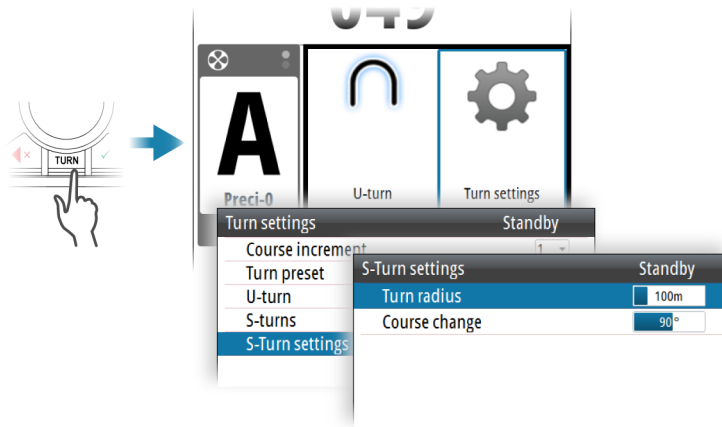 TURN
A
Preci-0
U-turn
Turn settings
Turn settings Standby
Course increment 1
Turn preset
U-turn
S-turns
S-Turn settings
S-Turn settings Standby
Turn radius 100m
Course change 90°